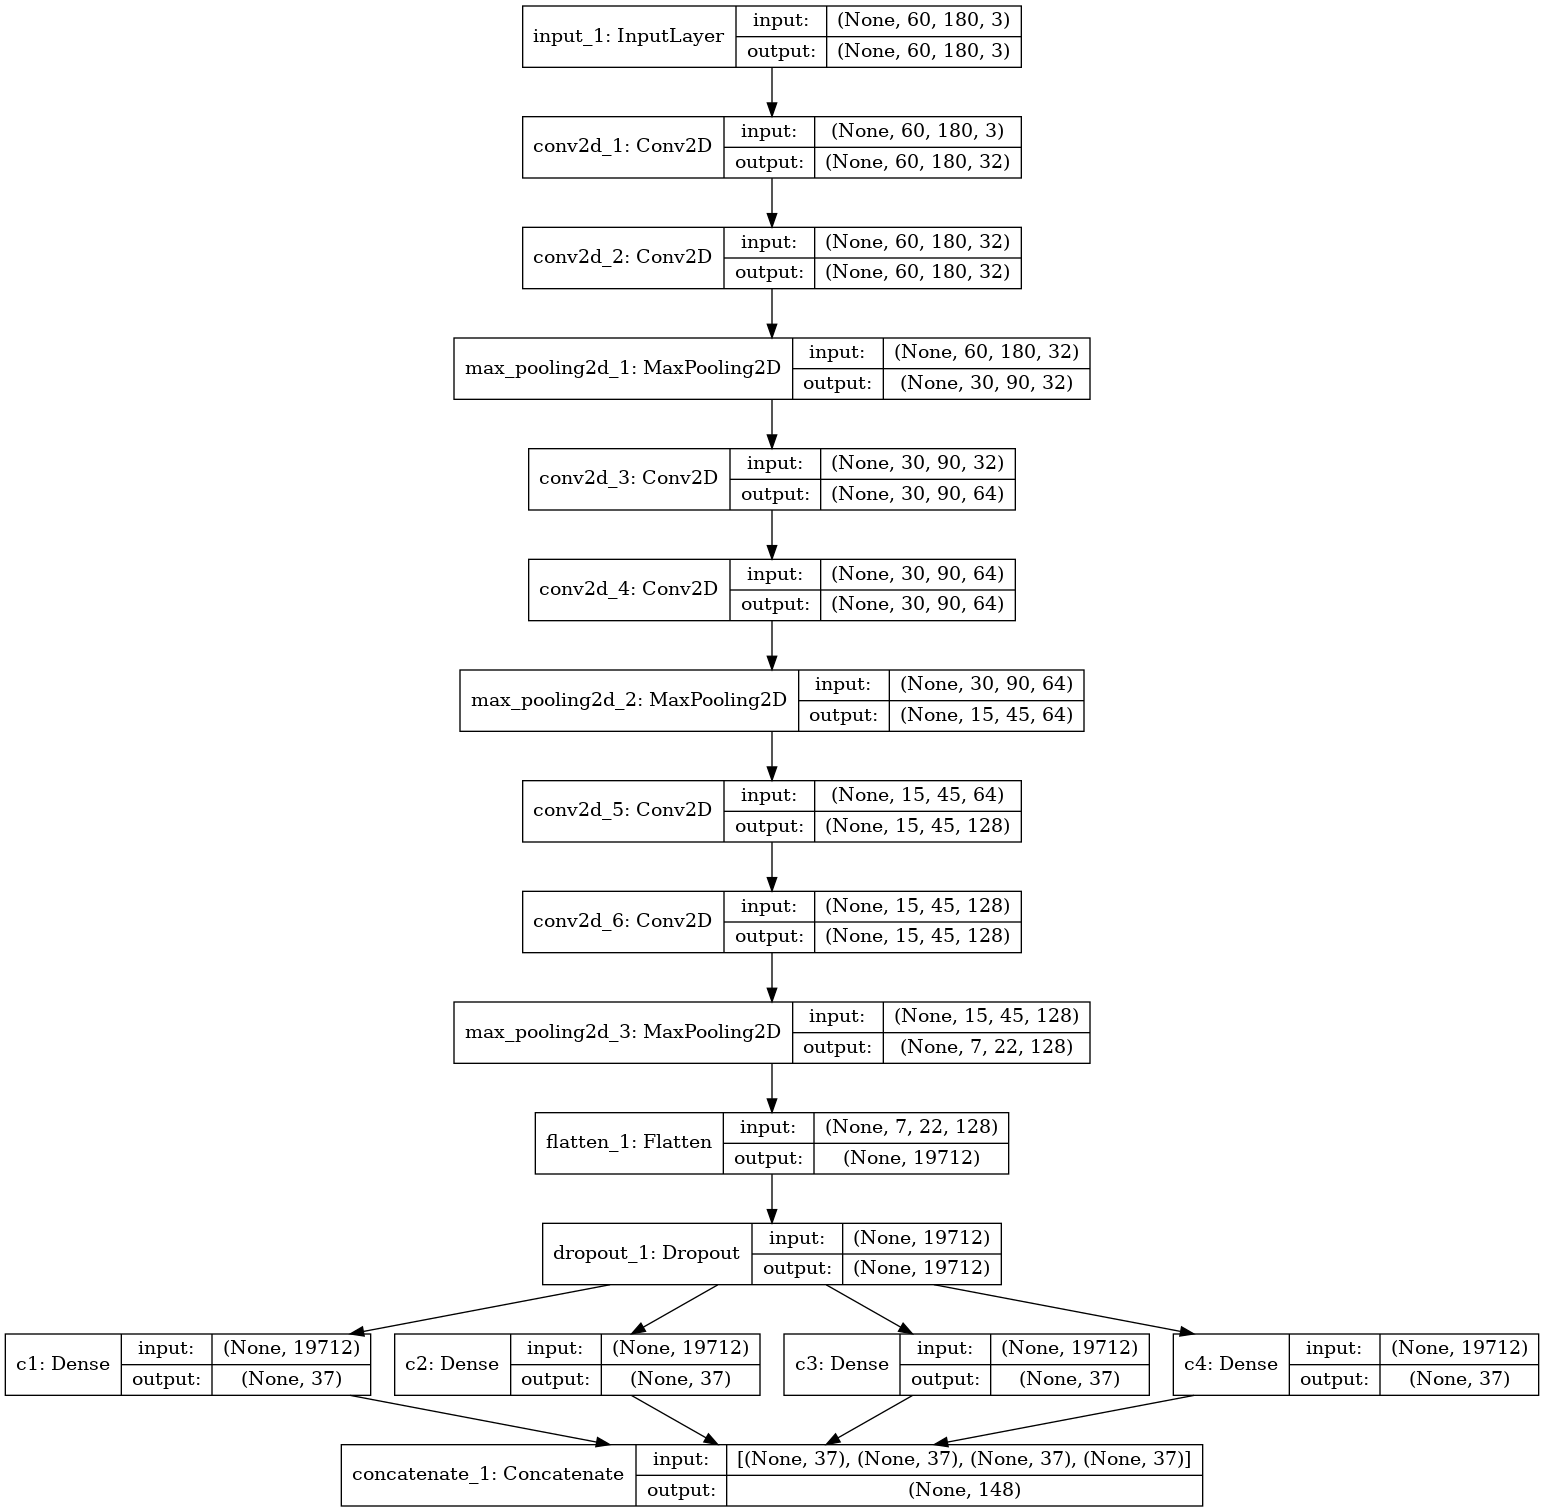 input_1: InputLayer
input:
(None, 60, 180, 3)
output:
(None, 60, 180, 3)
conv2d_1: Conv2D
input:
(None, 60, 180, 3)
output:
(None, 60, 180, 32)
conv2d_2: Conv2D
input:
(None, 60, 180, 32)
output:
(None, 60, 180, 32)
max_pooling2d_1: MaxPooling2D
input:
(None, 60, 180, 32)
output:
(None, 30, 90, 32)
conv2d_3: Conv2D
input:
(None, 30, 90, 32)
output:
(None, 30, 90, 64)
conv2d_4: Conv2D
input:
(None, 30, 90, 64)
output:
(None, 30, 90, 64)
max_pooling2d_2: MaxPooling2D
input:
(None, 30, 90, 64)
output:
(None, 15, 45, 64)
conv2d_5: Conv2D
input:
(None, 15, 45, 64)
output:
(None, 15, 45, 128)
conv2d_6: Conv2D
input:
(None, 15, 45, 128)
output:
(None, 15, 45, 128)
max_pooling2d_3: MaxPooling2D
input:
(None, 15, 45, 128)
output:
(None, 7, 22, 128)
flatten_1: Flatten
input:
(None, 7, 22, 128)
output:
(None, 19712)
dropout_1: Dropout
input:
(None, 19712)
output:
(None, 19712)
c1: Dense
input:
(None, 19712)
output:
(None, 37)
c2: Dense
input:
(None, 19712)
output:
(None, 37)
c3: Dense
input:
(None, 19712)
output:
(None, 37)
c4: Dense
input:
(None, 19712)
output:
(None, 37)
concatenate_1: Concatenate
input:
[(None, 37), (None, 37), (None, 37), (None, 37)]
output:
(None, 148)